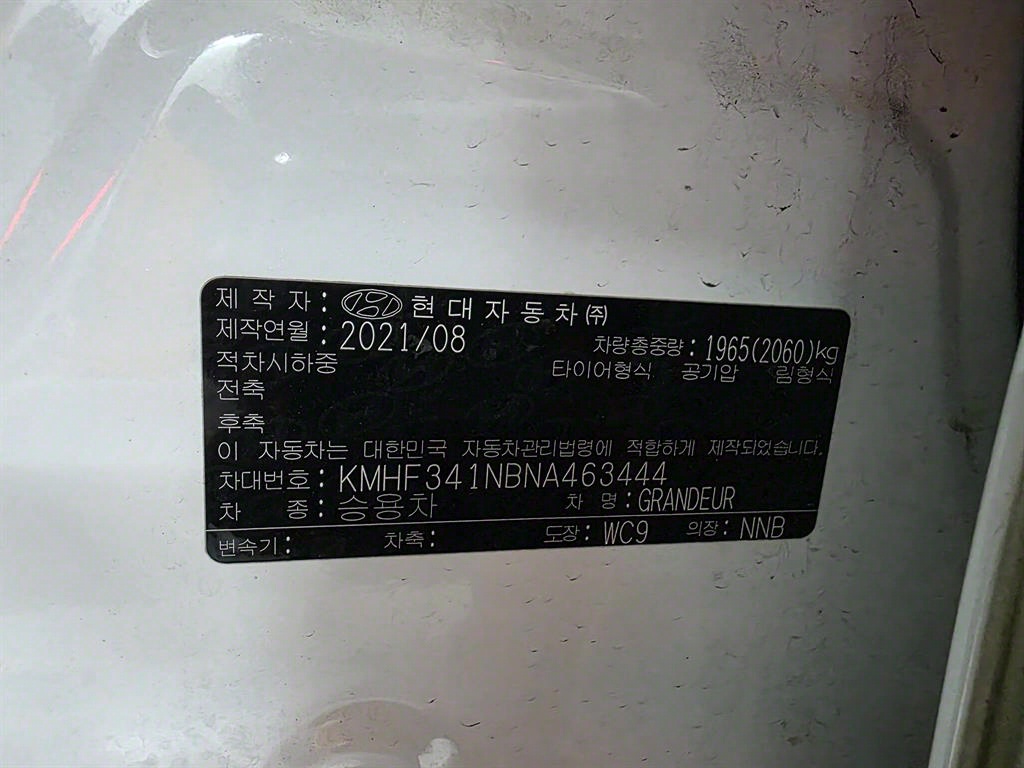 제 작 자 : 현 대 자 동 차 ㈜
제작연월 : 2021/08 차량총중량 : 1965(2060)kg
적차시하중 타이어형식 공기압 림형식
전축
후축
이 자동차는 대한민국 자동차관리법령에 적합하게 제작되었습니다.
차대번호 : KMHF341NBNA463444
차 종 : 승용차 차 명 : GRANDEUR
변속기 : 차축 : 도장 : WC9 의장 : NNB